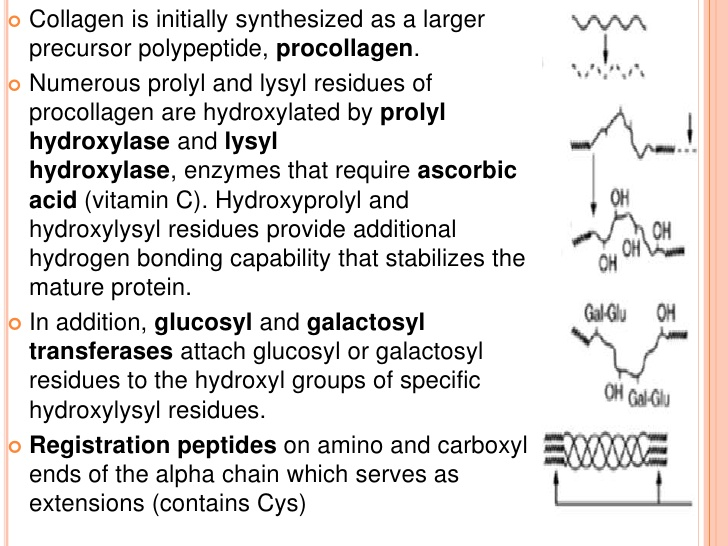 Collagen is initially synthesized as a larger
precursor polypeptide, procollagen.
Numerous prolyl and lysyl residues of
procollagen are hydroxylated by prolyl
hydroxylase and lysyl
hydroxylase, enzymes that require ascorbic
acid (vitamin C). Hydroxyprolyl and
hydroxylysyl residues provide additional
hydrogen bonding capability that stabilizes the
mature protein.
In addition, glucosyl and galactosyl
transferases attach glucosyl or galactosyl
residues to the hydroxyl groups of specific
hydroxylysyl residues.
Registration peptides on amino and carboxyl
ends of the alpha chain which serves as
extensions (contains Cys)
OH
OH
OH
OH
Gal-Glu OH
OH Gal-Glu